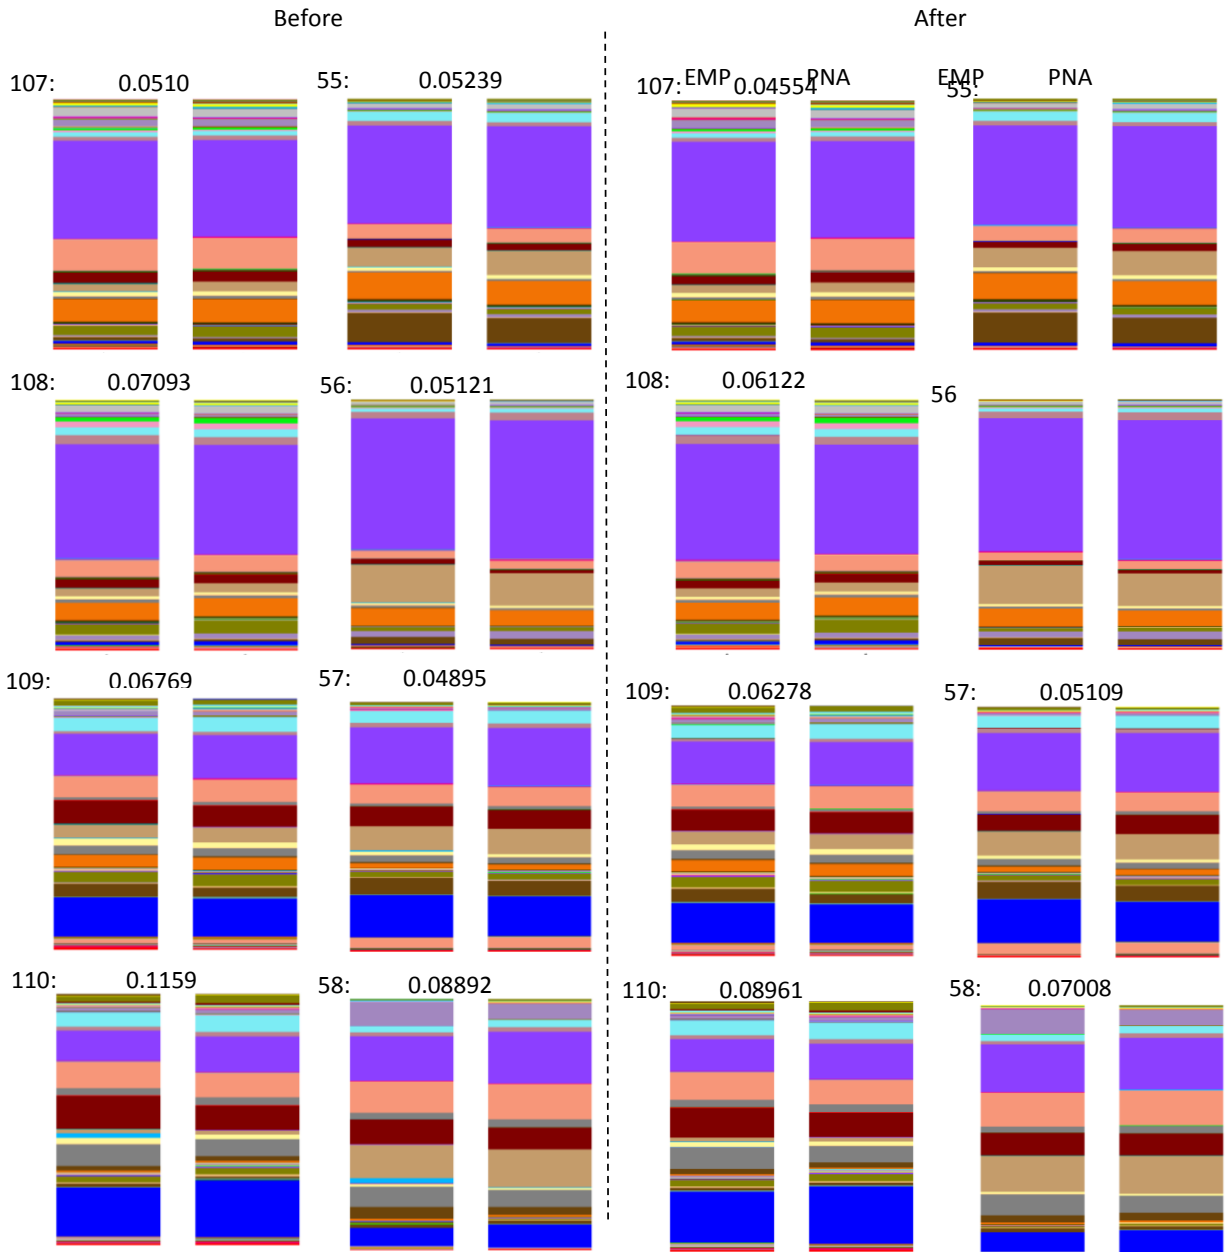 Before After
107: 0.0510 55: 0.05239 107: 0.04554 EMP PNA EMP PNA 55:
108: 0.07093 56: 0.05121 108: 0.06122 56
109: 0.06769 57: 0.04895 109: 0.06278 57: 0.05109
110: 0.1159 58: 0.08892 110: 0.08961 58: 0.07008